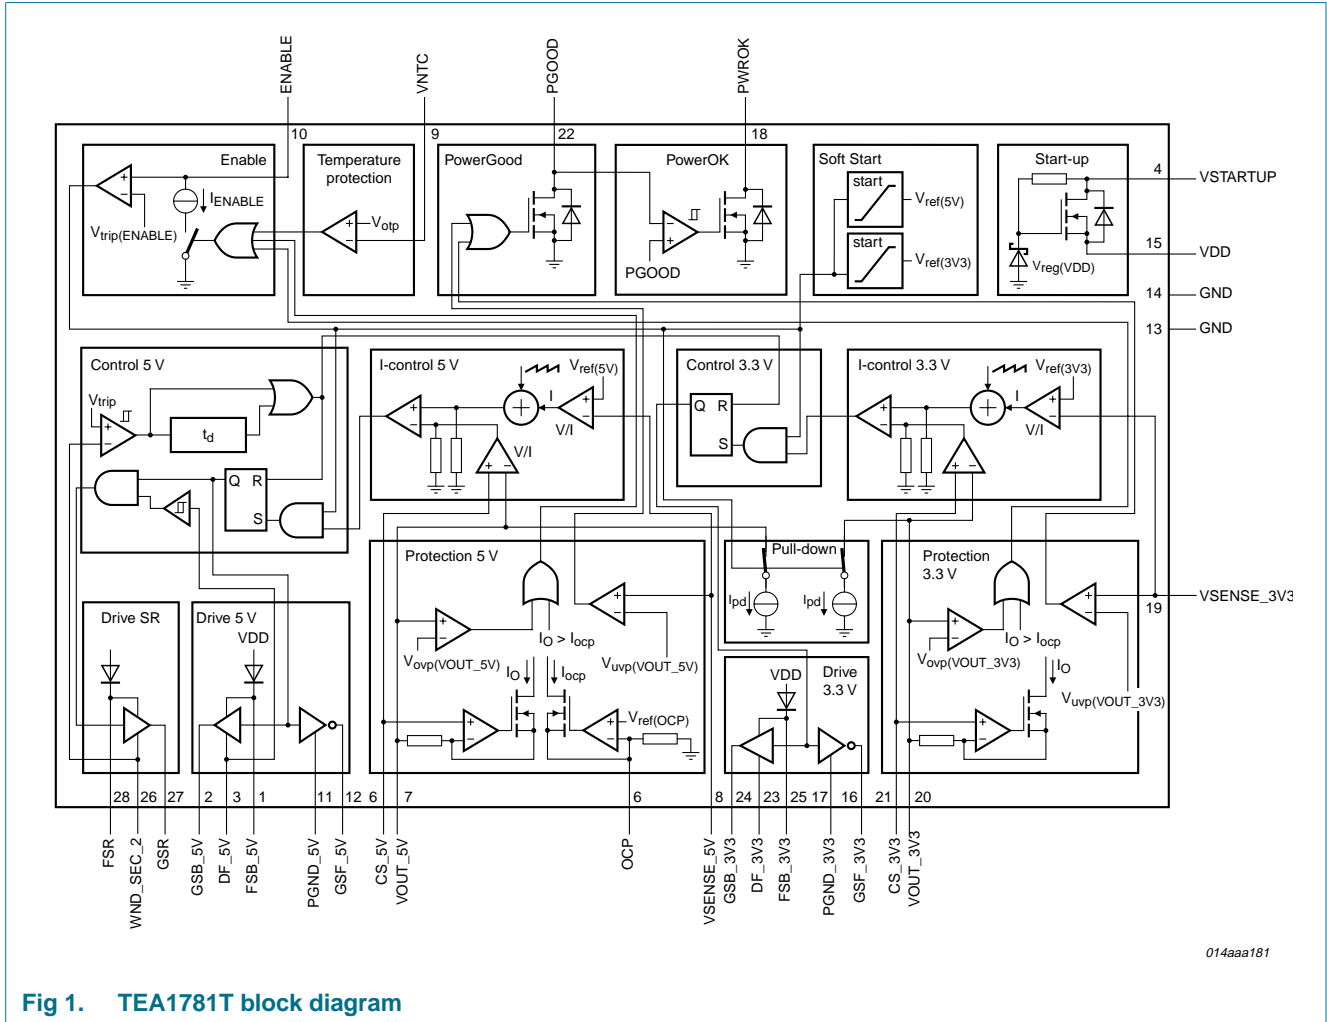 ENABLE
VNTC
PGOOD
PWROK
10
9
22
18
Enable
Temperature
protection
PowerGood
PowerOK
Soft Start
Start-up
+
−
IENABLE
Vtrip(ENABLE)
Votp
+
−
−
+
PGOOD
start
Vref(5V)
start
Vref(3V3)
Vreg(VDD)
4
VSTARTUP
15
VDD
14
GND
13
GND
Control 5 V
I-control 5 V
Control 3.3 V
I-control 3.3 V
Vtrip
+
−
td
Q R
S
+
−
+
I
Vref(5V)
+
−
V/I
V/I
+ −
Q R
S
+
−
+
I
Vref(3V3)
+
−
V/I
+ −
Protection 5 V
Pull-down
Protection
3.3 V
Ipd
Ipd
+
−
Vovp(VOUT_5V)
IO > Iocp
+
−
Vuvp(VOUT_5V)
IO
Iocp
+
−
+
−
Vref(OCP)
+
−
Vovp(VOUT_3V3)
IO > Iocp
+
−
Vuvp(VOUT_3V3)
IO
+
−
19
VSENSE_3V3
Drive SR
Drive 5 V
VDD
Drive
3.3 V
VDD
28
26
27
2
3
1
11
12
6
7
6
8
24
23
25
17
16
21
20
FSR
WND_SEC_2
GSR
GSB_5V
DF_5V
FSB_5V
PGND_5V
GSF_5V
CS_5V
VOUT_5V
OCP
VSENSE_5V
GSB_3V3
DF_3V3
FSB_3V3
PGND_3V3
GSF_3V3
CS_3V3
VOUT_3V3
014aaa181
Fig 1. TEA1781T block diagram